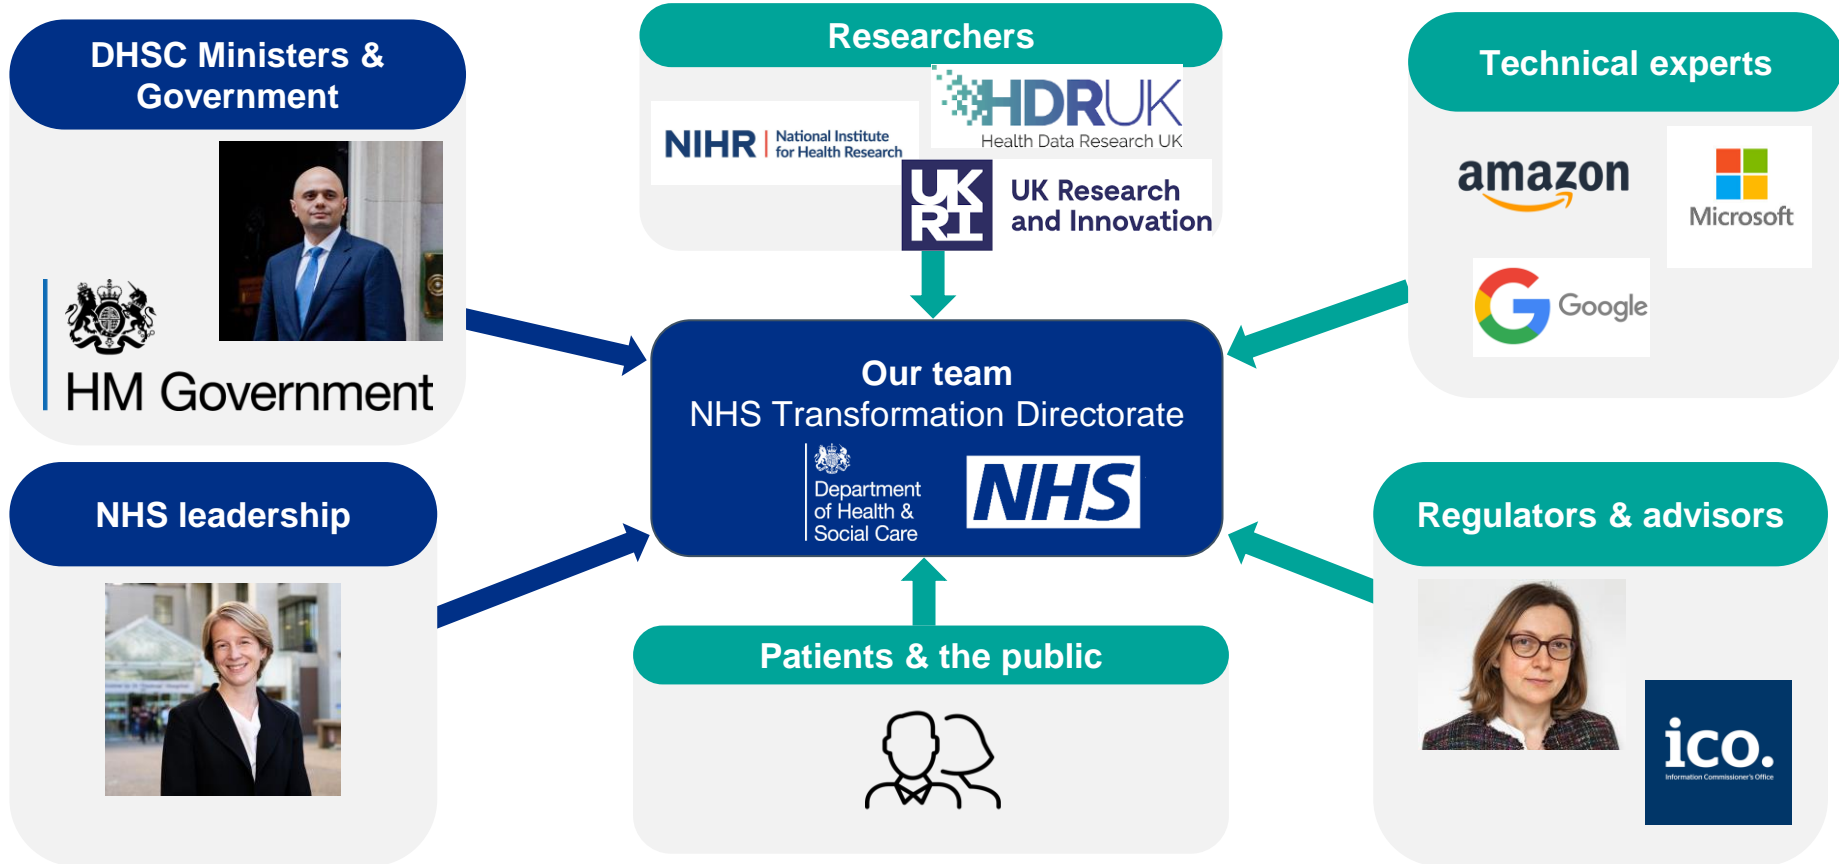 DHSC Ministers &
Government
HM Government
Researchers
NIHR | National Institute
for Health Research
HDRUK
Health Data Research UK
UK
RI
UK Research
and Innovation
Technical experts
amazon
Microsoft
Google
Our team
NHS Transformation Directorate
Department
of Health &
Social Care
NHS
NHS leadership
Patients & the public
Regulators & advisors
ico.
Information Commissioner's Office